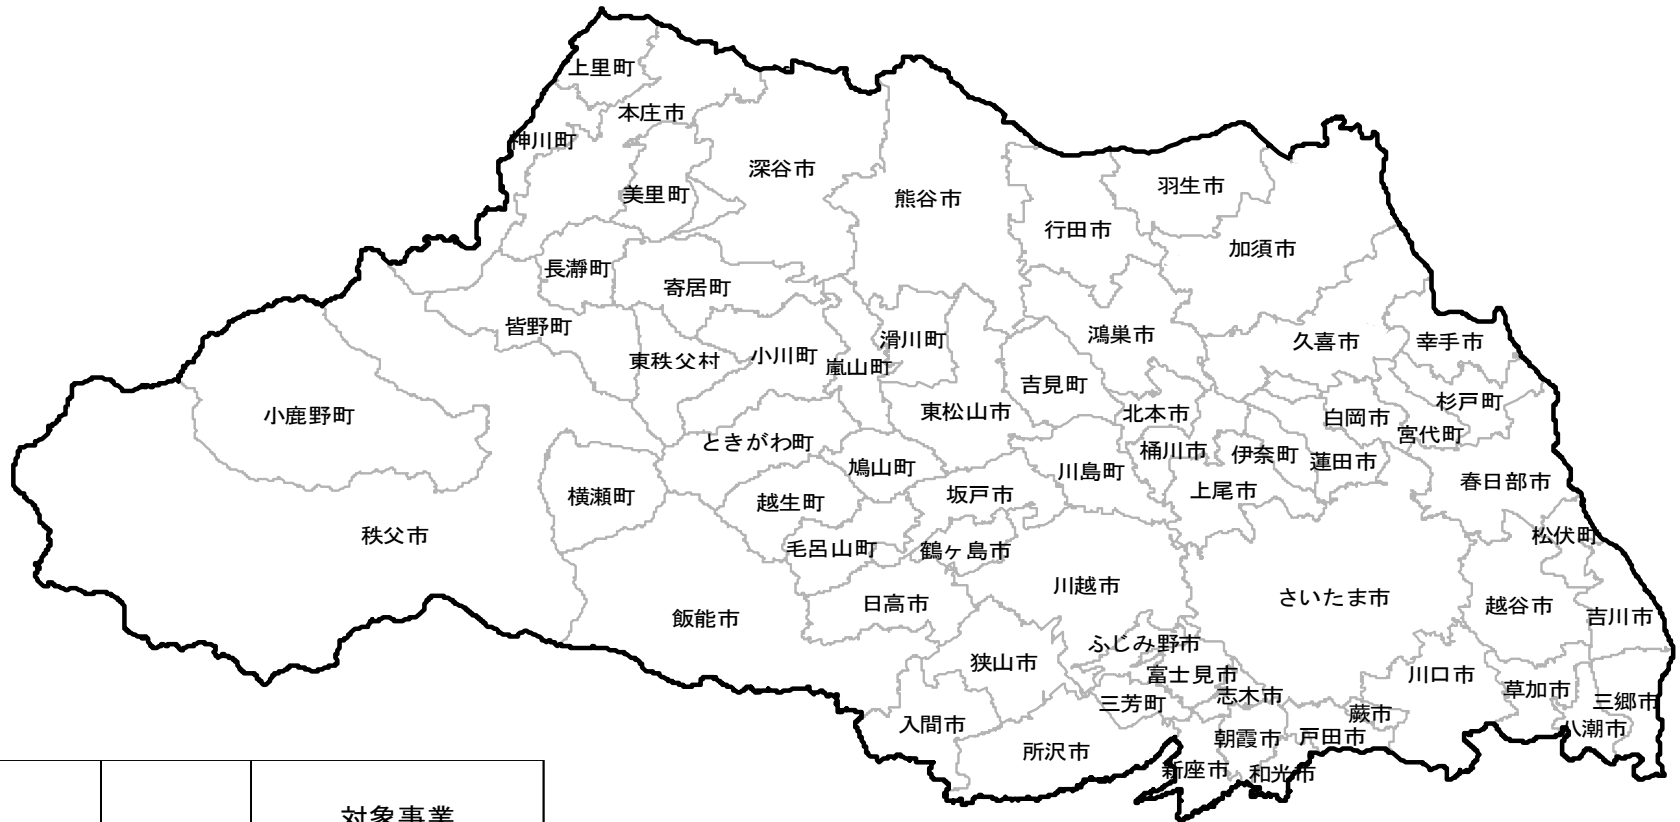 上里町
本庄市
神川町
深谷市
美里町
熊谷市
羽生市
行田市
加須市
長瀞町
寄居町
皆野町
東秩父村
小川町
嵐山町
滑川町
吉見町
鴻巣市
久喜市
幸手市
小鹿野町
東松山市
北本市
白岡市
杉戸町
宮代町
ときがわ町
鳩山町
川島町
桶川市
伊奈町
蓮田市
横瀬町
越生町
坂戸市
上尾市
春日部市
秩父市
毛呂山町
鶴ヶ島市
松伏町
川越市
さいたま市
日高市
越谷市
吉川市
飯能市
ふじみ野市
狭山市
富士見市
川口市
三芳町
志木市
草加市
三郷市
入間市
蕨市
八潮市
所沢市
朝霞市
戸田市
新座市
和光市
対象事業